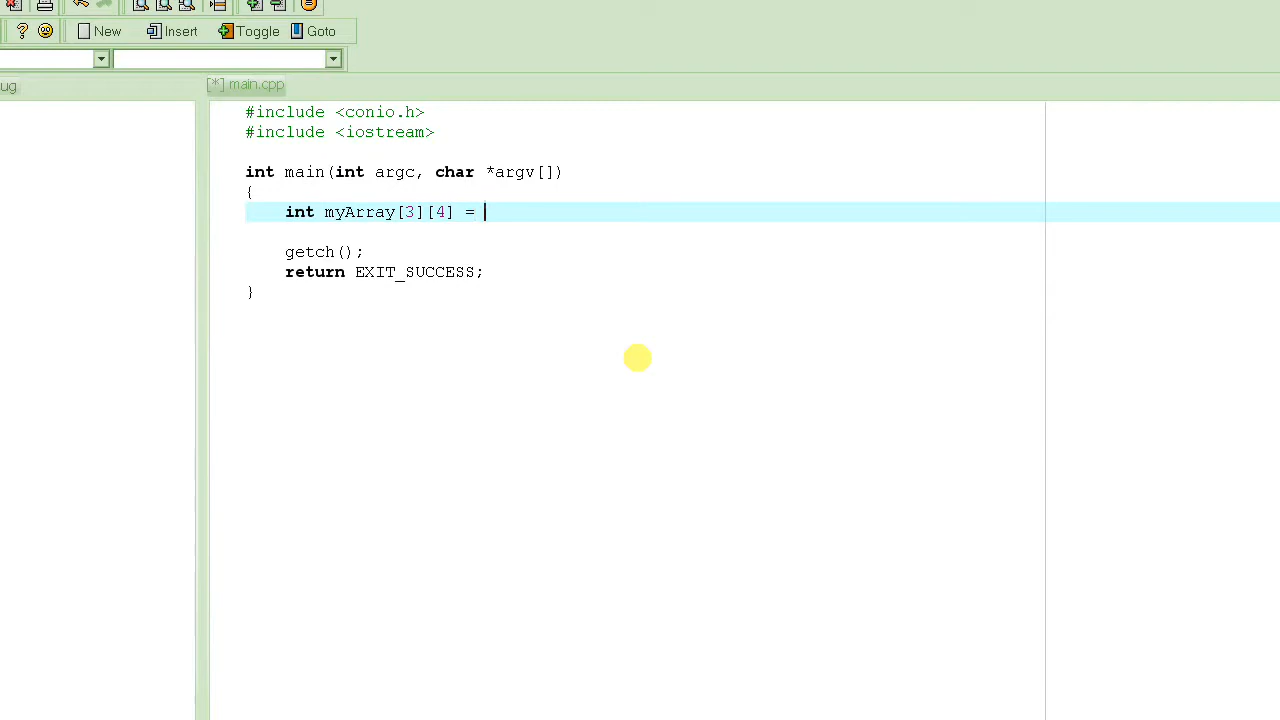 New Insert Toggle Goto
ug
[*] main.cpp
#include <conio.h>
#include <iostream>
int main(int argc, char *argv[])
{
int myArray[3][4] =
getch();
return EXIT_SUCCESS;
}